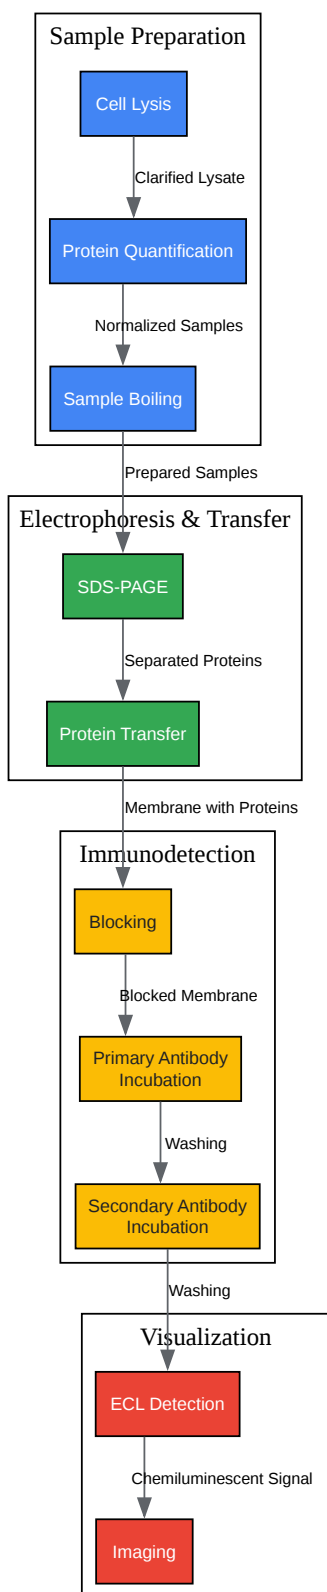 Sample Preparation
Cell Lysis
Clarified Lysate
Protein Quantification
Normalized Samples
Sample Boiling
Prepared Samples
Electrophoresis & Transfer
SDS-PAGE
Separated Proteins
Protein Transfer
Membrane with Proteins
Immunodetection
Blocking
Blocked Membrane
Primary Antibody
Incubation
Washing
Secondary Antibody
Incubation
Washing
Visualization
ECL Detection
Chemiluminescent Signal
Imaging